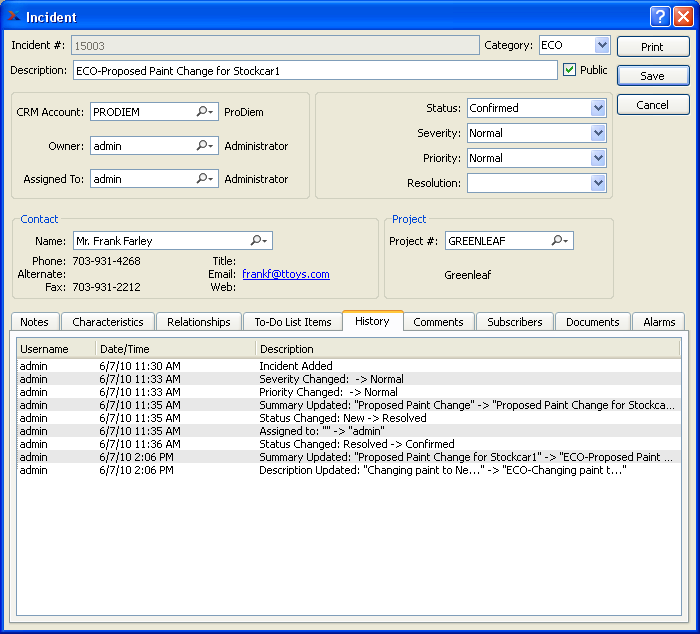 Incident
Incident #: 15003 Category: ECO Print
Description: ECO-Proposed Paint Change for Stockcar1 Public Save
Cancel
CRM Account: PRODIEM ProDiem
Owner: admin Administrator
Assigned To: admin Administrator
Status: Confirmed
Severity: Normal
Priority: Normal
Resolution:
Contact
Name: Mr. Frank Farley
Phone: 703-931-4268 Title:
Alternate: Email: frankf@ttoys.com
Fax: 703-931-2212 Web:
Project
Project #: GREENLEAF
Greenleaf
Notes Characteristics Relationships To-Do List Items History Comments Subscribers Documents Alarms
Username Date/Time Description
admin 6/7/10 11:30 AM Incident Added
admin 6/7/10 11:33 AM Severity Changed: -> Normal
admin 6/7/10 11:33 AM Priority Changed: -> Normal
admin 6/7/10 11:35 AM Summary Updated: "Proposed Paint Change" -> "Proposed Paint Change for Stockca...
admin 6/7/10 11:35 AM Status Changed: New -> Resolved
admin 6/7/10 11:35 AM Assigned to: "" -> "admin"
admin 6/7/10 11:36 AM Status Changed: Resolved -> Confirmed
admin 6/7/10 2:06 PM Summary Updated: "Proposed Paint Change for Stockcar1" -> "ECO-Proposed Paint ...
admin 6/7/10 2:06 PM Description Updated: "Changing paint to Ne..." -> "ECO-Changing paint t..."